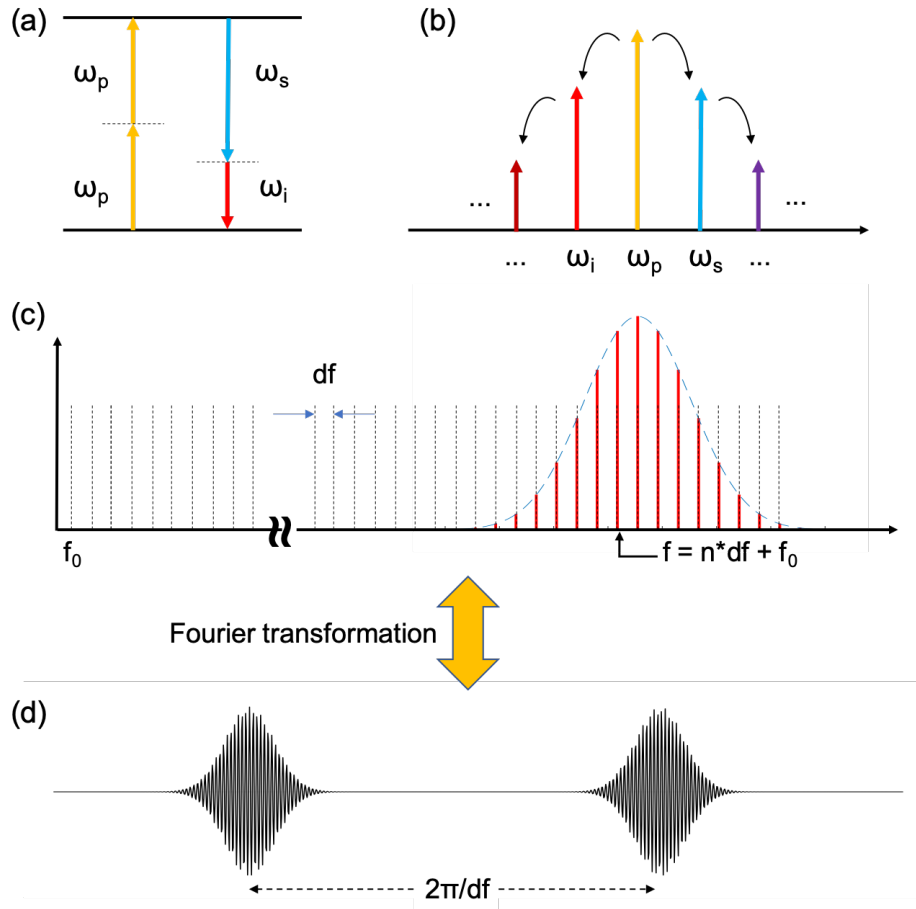 (a)
ωp
ωs
ωp
ωi
(b)
... ...
... ωi ωp ωs ...
(c)
df
f0
f = n*df + f0
Fourier transformation
(d)
2π/df